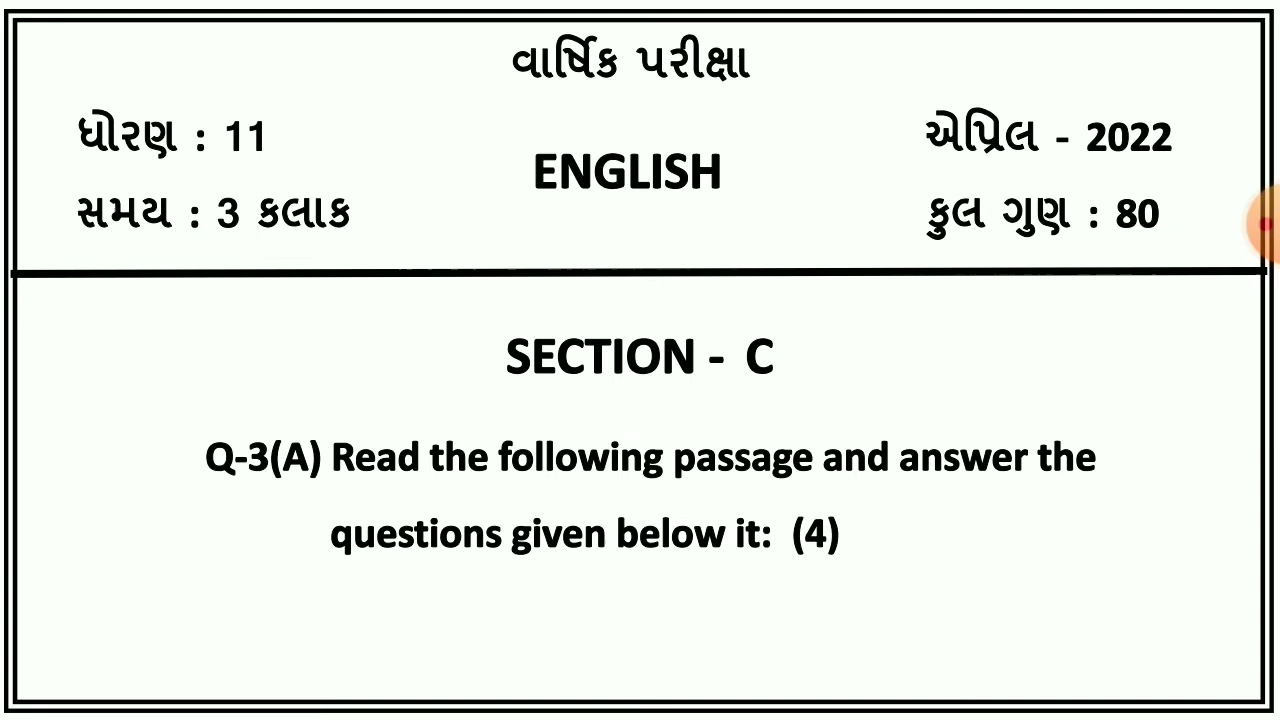 વાર્ષિક પરીક્ષા
ધોરણ : 11
એપ્રિલ - 2022
ENGLISH
સમય : 3 કલાક
કુલ ગુણ : 80
SECTION - C
Q-3(A) Read the following passage and answer the
questions given below it: (4)